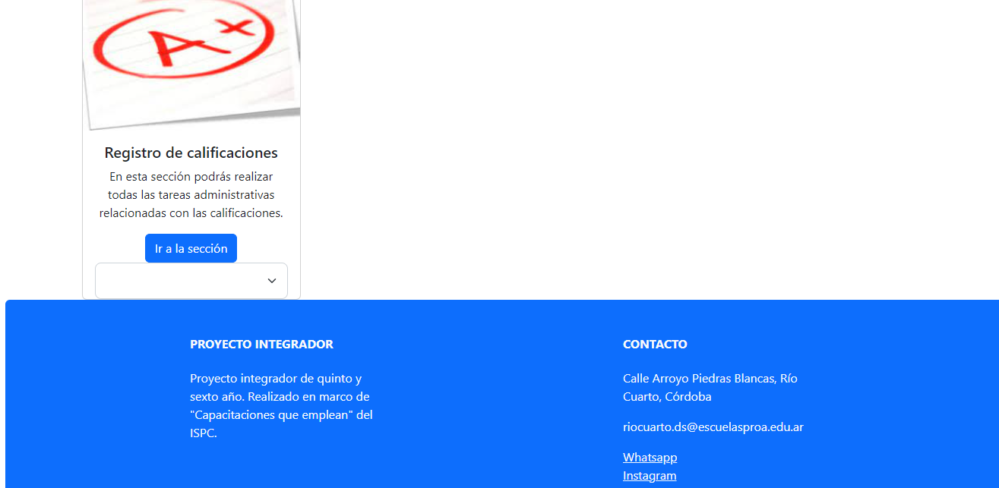 A+
Registro de calificaciones
En esta sección podrás realizar
todas las tareas administrativas
relacionadas con las calificaciones.
Ir a la sección
PROYECTO INTEGRADOR
Proyecto integrador de quinto y
sexto año. Realizado en marco de
"Capacitaciones que emplean" del
ISPC.
CONTACTO
Calle Arroyo Piedras Blancas, Río
Cuarto, Córdoba
riocuarto.ds@escuelasproa.edu.ar
Whatsapp
Instagram